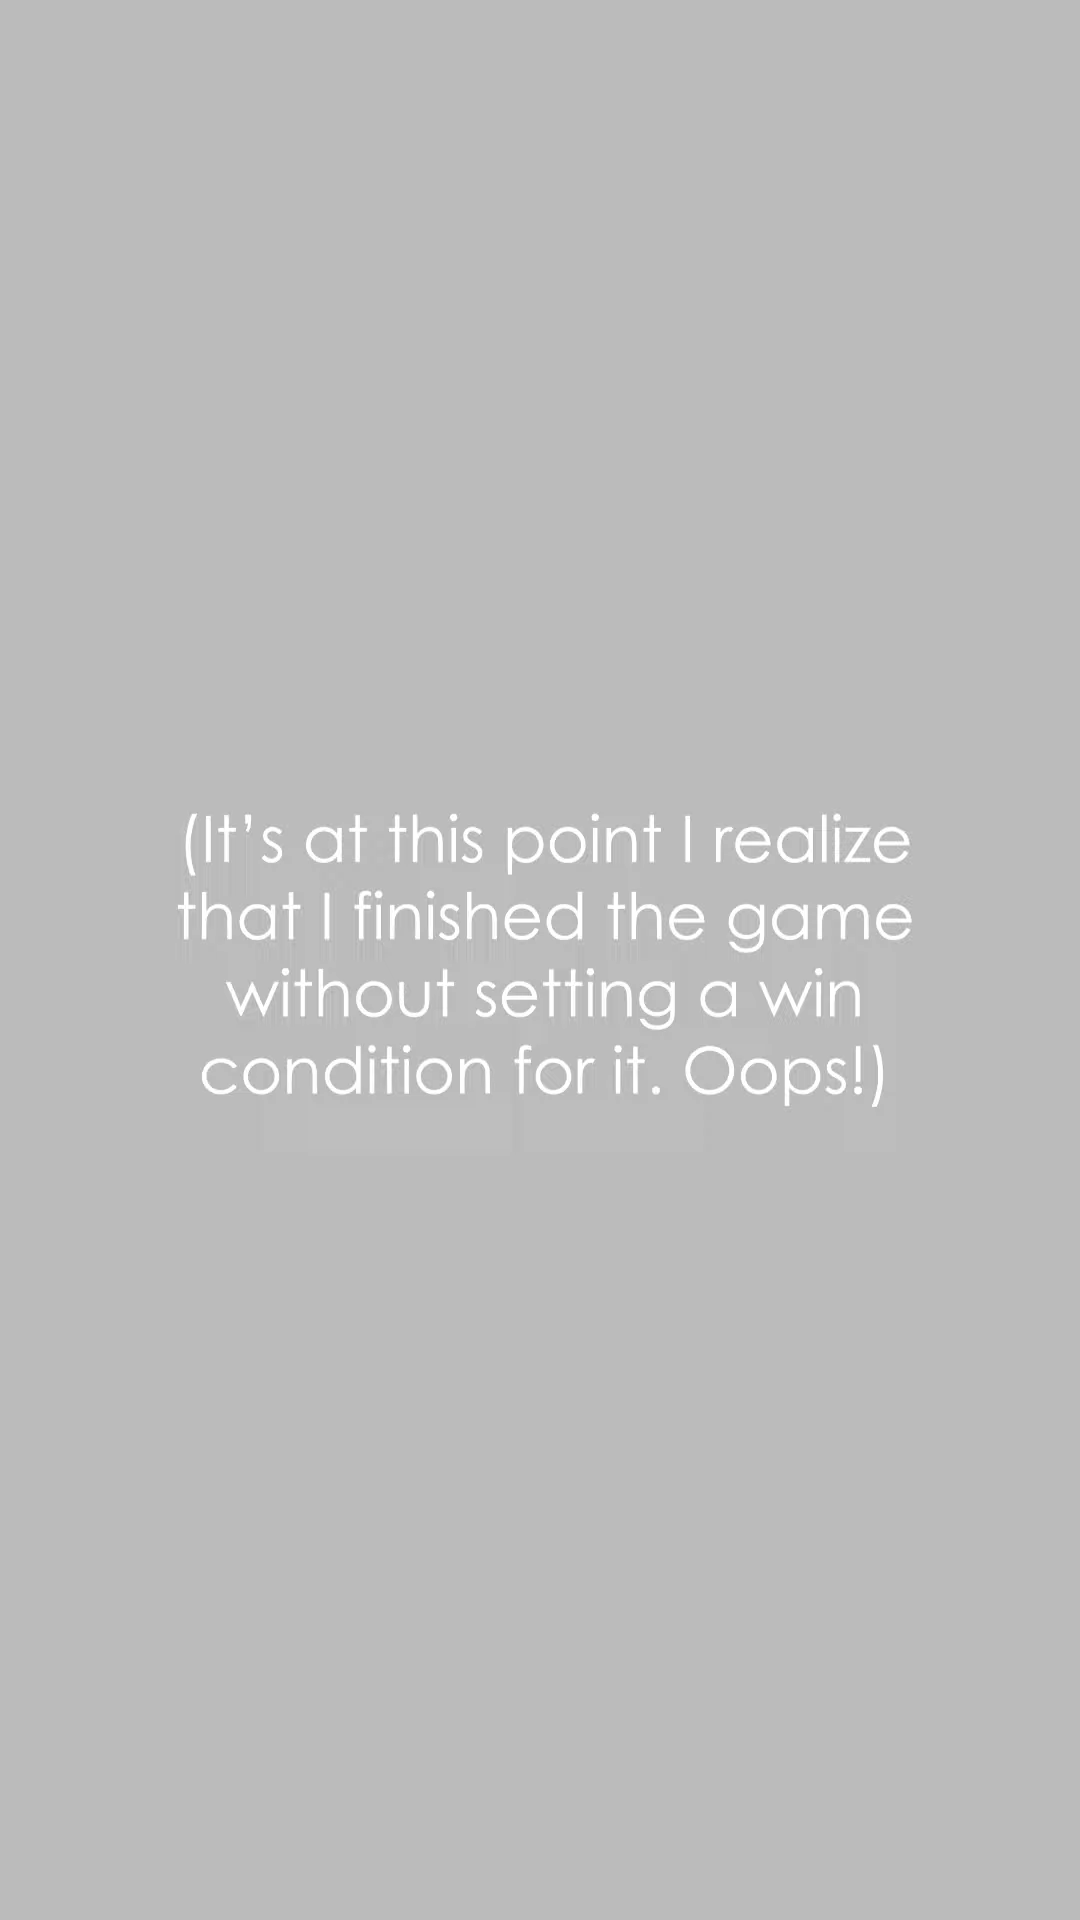 (It’s at this point I realize
that I finished the game
without setting a win
condition for it. Oops!)